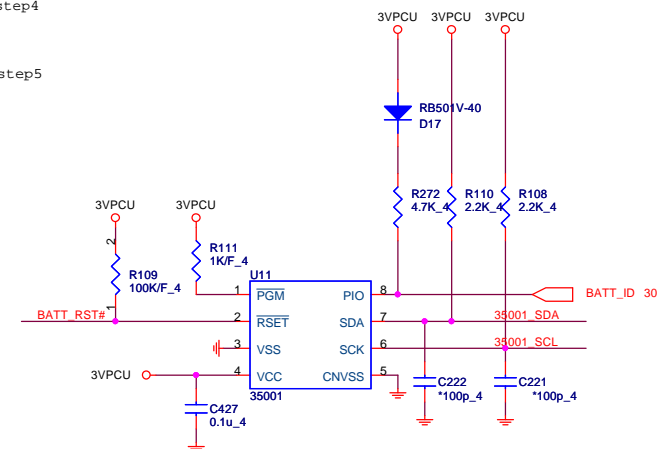 step4
step5
3VPCU 3VPCU 3VPCU
RB501V-40
D17
R272
4.7K_4
R110
2.2K_4
R108
2.2K_4
3VPCU 3VPCU
2
R109
100K/F_4
1
R111
1K/F_4
U11
BATT_RST#
1 PGM PIO 8
2 RSET SDA 7
3 VSS SCK 6
4 VCC CNVSS 5
35001
BATT_ID 30
35001_SDA
35001_SCL
3VPCU
C427
0.1u_4
C222
*100p_4
C221
*100p_4